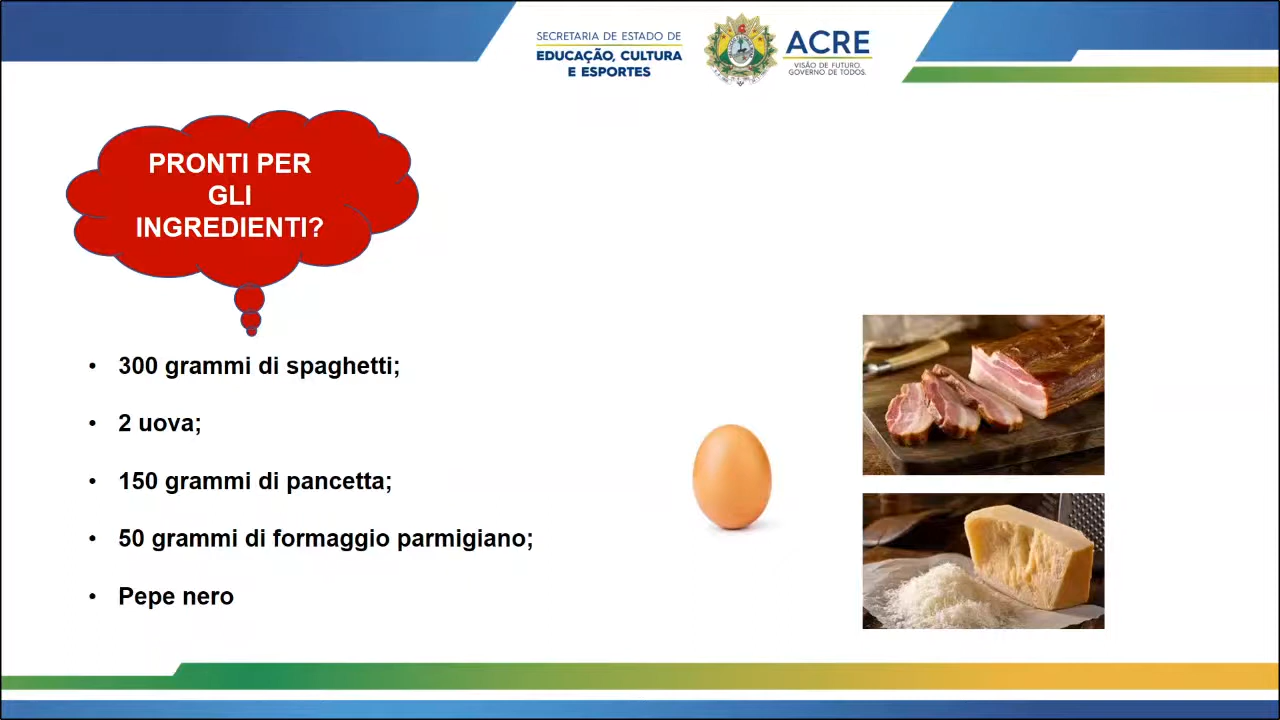 SECRETARIA DE ESTADO DE
EDUCAÇÃO, CULTURA
E ESPORTES
ACRE
VISÃO DE FUTURO.
GOVERNO DE TODOS.
PRONTI PER
GLI
INGREDIENTI?
• 300 grammi di spaghetti;
• 2 uova;
• 150 grammi di pancetta;
• 50 grammi di formaggio parmigiano;
• Pepe nero